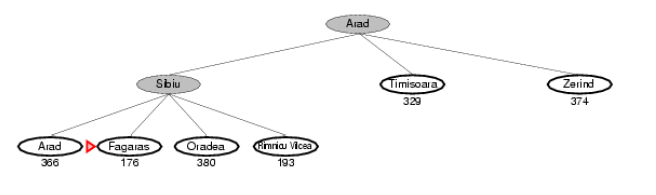 Arad
Sibiu
Timisoara
Zerind
329
374
Arad
Fagaras
Oradea
Rimnicu Vilcea
366
176
380
193